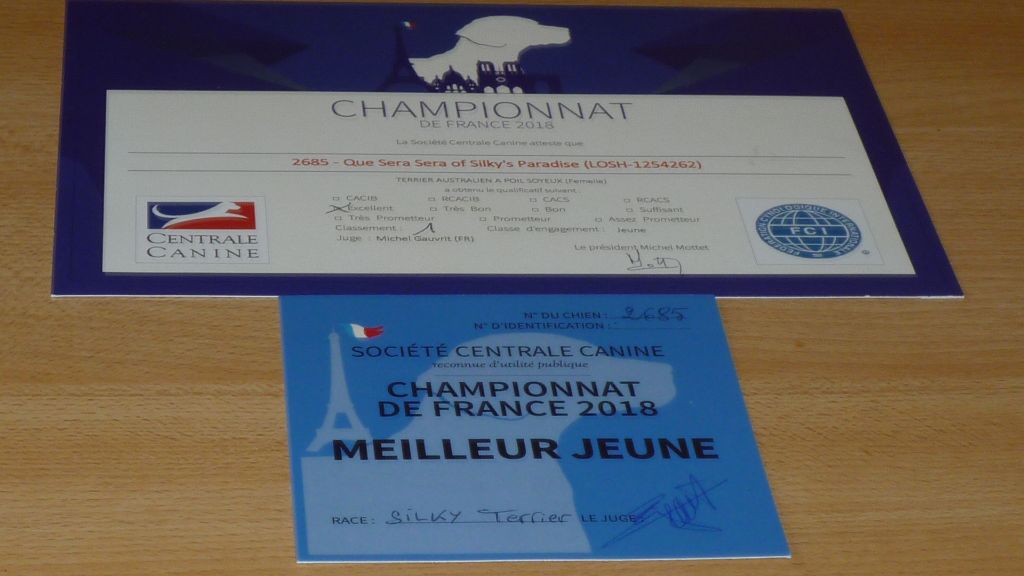 CHAMPIONNAT
DE FRANCE 2018
La Société Centrale Canine atteste que
2685 - Que Sera Sera of Silky's Paradise (LOSH-1254262)
TERRIER AUSTRALIEN A POIL SOYEUX (Femelle)
a obtenu le qualificatif suivant :
CACIB RCACIB CACS RCACS
Excellent Très Bon Bon Suffisant
Très Prometteur Prometteur Assez Prometteur
Classement : 1 Classe d'engagement : Jeune
Juge : Michel Gauvrit (FR)
Le président Michel Mottet
CENTRALE
CANINE
FCI
N° DU CHIEN : 2685
N° D'IDENTIFICATION :
SOCIÉTÉ CENTRALE CANINE
reconnue d'utilité publique
CHAMPIONNAT
DE FRANCE 2018
MEILLEUR JEUNE
RACE : SILKY Terrier LE JUGE :